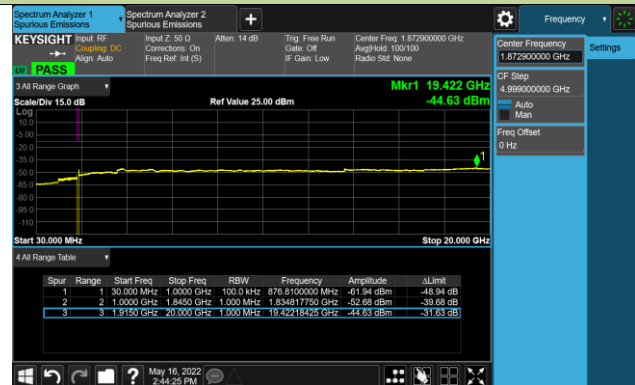 Spectrum Analyzer 1
Spurious Emissions
Spectrum Analyzer 2
Spurious Emissions
+
Frequency
KEYSIGHT
Input: RF
Coupling: DC
Align: Auto
Input Z: 50 Ω
Corrections: On
Freq Ref: Int (S)
Atten: 14 dB
Trig: Free Run
Gate: Off
IF Gain: Low
Center Freq: 1.872900000 GHz
Avg|Hold: 100/100
Radio Std: None
PASS
Center Frequency
1.872900000 GHz
Settings
CF Step
4.999000000 GHz
Auto
Man
Freq Offset
0 Hz
3 All Range Graph
Mkr1 19.422 GHz
-44.63 dBm
Scale/Div 15.0 dB
Ref Value 25.00 dBm
Log
10.0
-5.00
-20.0
-35.0
-50.0
-65.0
-80.0
-95.0
-110
1
Start 30.000 MHz
Stop 20.000 GHz
4 All Range Table
Spur Range Start Freq Stop Freq RBW Frequency Amplitude ΔLimit
1 1 30.000 MHz 1.0000 GHz 100.0 kHz 876.8100000 MHz -61.94 dBm -48.94 dB
2 2 1.0000 GHz 1.8450 GHz 1.000 MHz 1.834817750 GHz -52.68 dBm -39.68 dB
3 3 1.9150 GHz 20.000 GHz 1.000 MHz 19.42218425 GHz -44.63 dBm -31.63 dB
?
May 16, 2022
2:44:25 PM